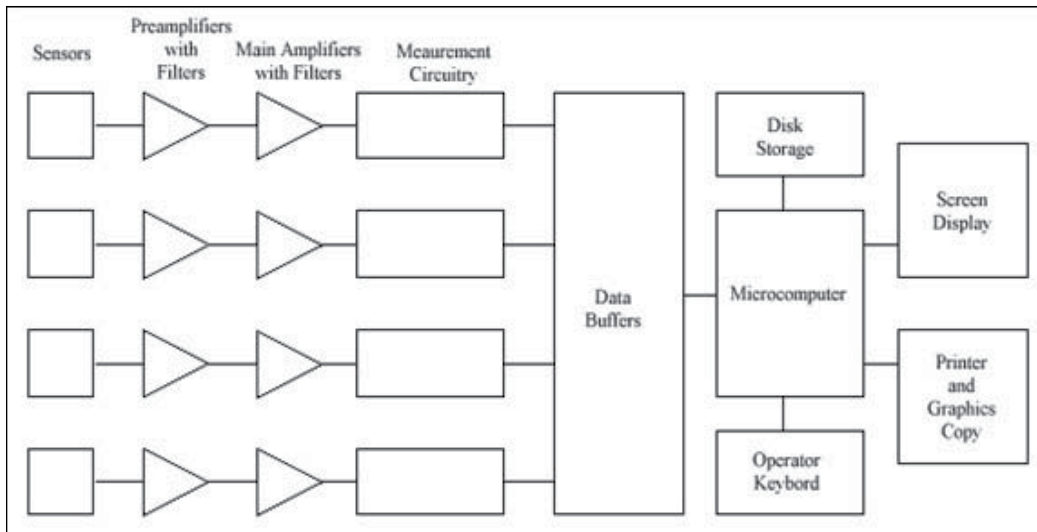 Sensors
Preamplifiers
with
Filters
Main Amplifiers
with Filters
Meaurement
Circuitry
Data
Buffers
Disk
Storage
Microcomputer
Operator
Keybord
Screen
Display
Printer
and
Graphics
Copy